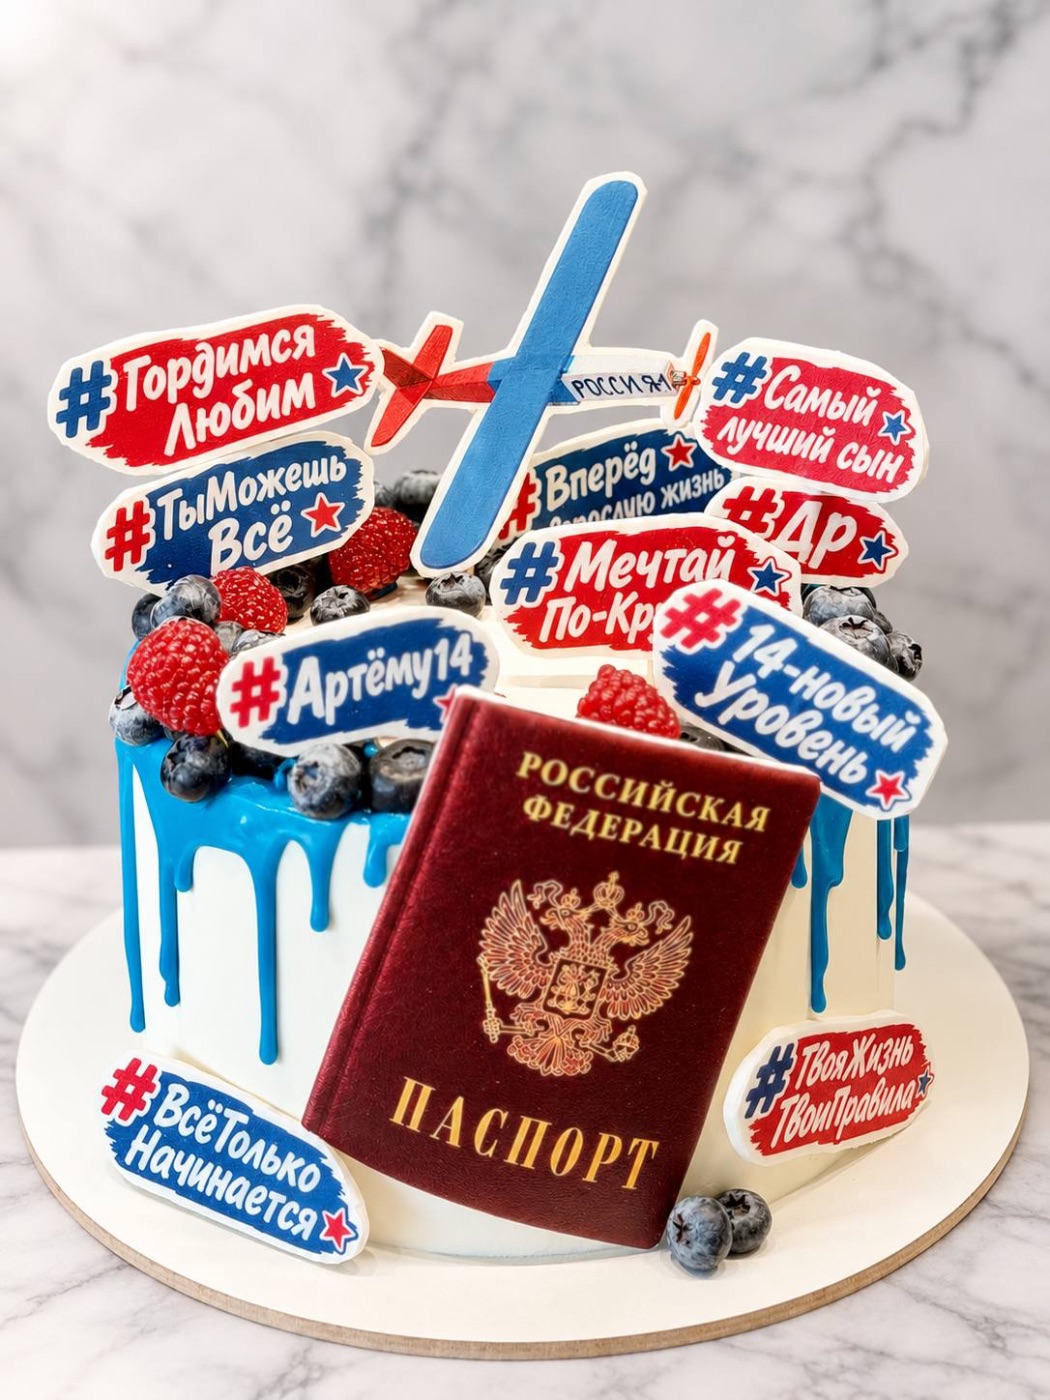 #Гордимся
Любим
РОССИЯ
#Самый
лучший сын
#ТыМожешь
Всё
#Вперёд
жизнь
#ДР
#Мечтай
#Артёму14
#14-новый
Уровень
РОССИЙСКАЯ
ФЕДЕРАЦИЯ
ПАСПОРТ
#ВсёТолько
Начинается
#ТвояЖизнь
ТвоиПравила